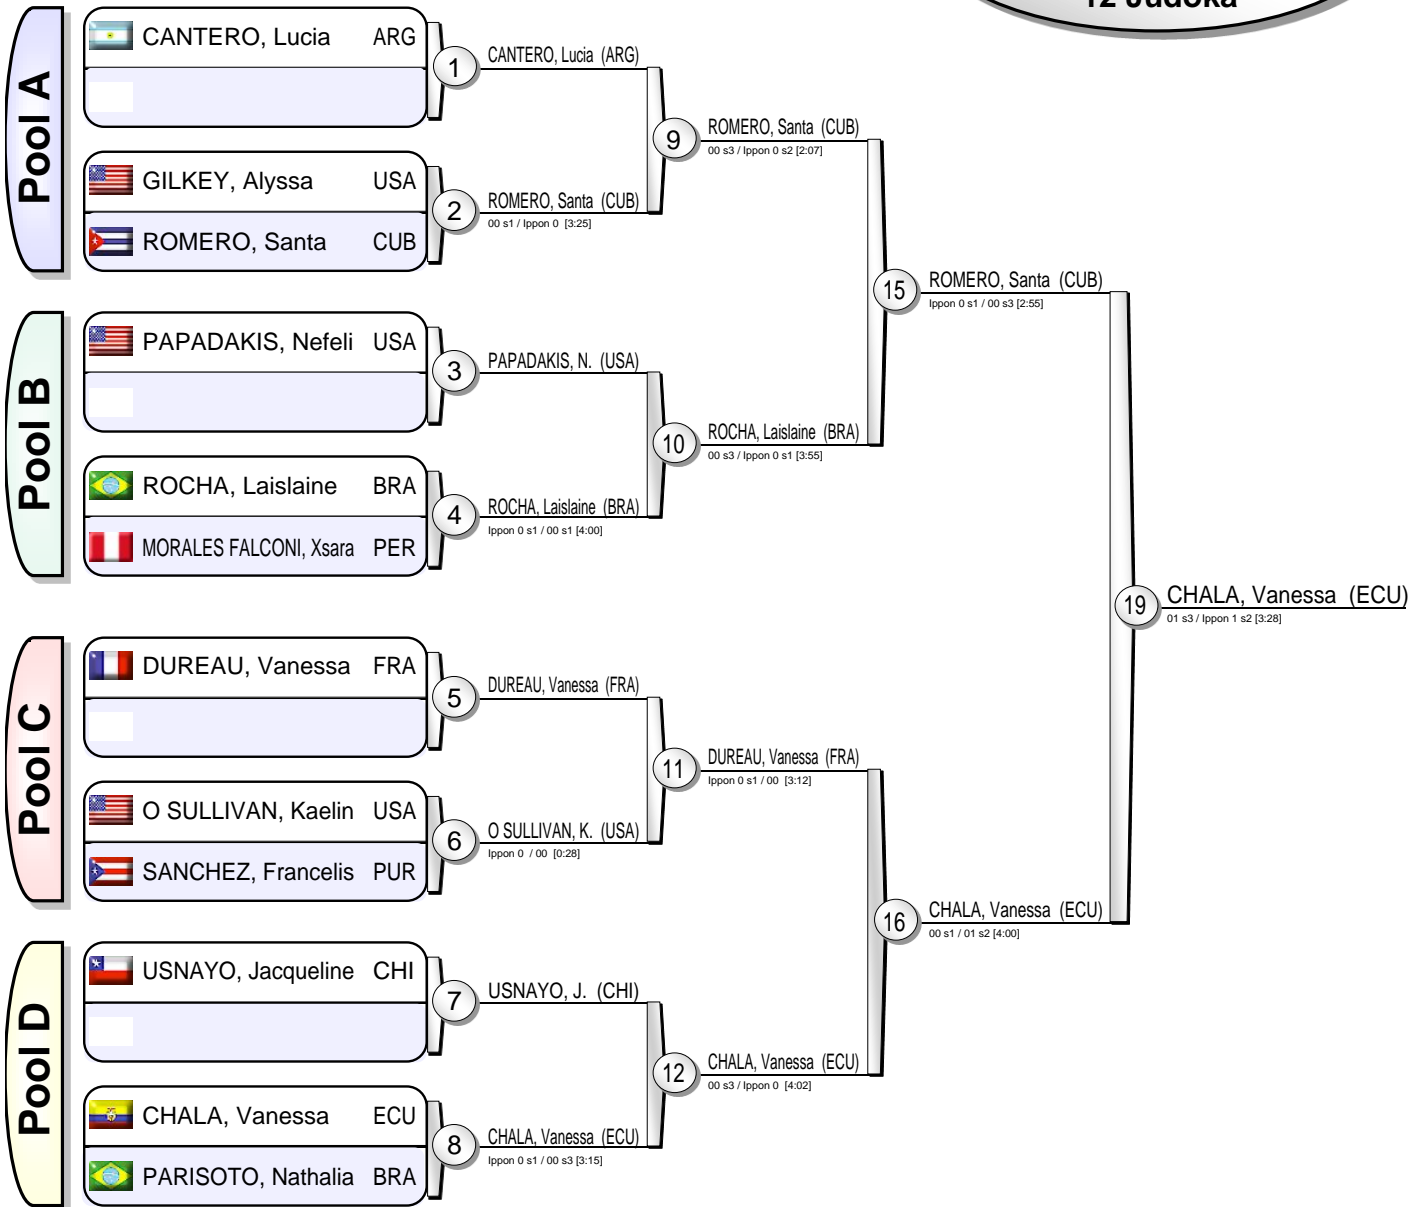 12 Judoka
Pool A
CANTERO, Lucia ARG
GILKEY, Alyssa USA
ROMERO, Santa CUB
1
CANTERO, Lucia (ARG)
2
ROMERO, Santa (CUB)
00 s1 / Ippon 0 [3:25]
9
ROMERO, Santa (CUB)
00 s3 / Ippon 0 s2 [2:07]
Pool B
PAPADAKIS, Nefeli USA
ROCHA, Laislaine BRA
MORALES FALCONI, Xsara PER
3
PAPADAKIS, N. (USA)
4
ROCHA, Laislaine (BRA)
Ippon 0 s1 / 00 s1 [4:00]
10
ROCHA, Laislaine (BRA)
00 s3 / Ippon 0 s1 [3:55]
15
ROMERO, Santa (CUB)
Ippon 0 s1 / 00 s3 [2:55]
Pool C
DUREAU, Vanessa FRA
O SULLIVAN, Kaelin USA
SANCHEZ, Francelis PUR
5
DUREAU, Vanessa (FRA)
6
O SULLIVAN, K. (USA)
Ippon 0 / 00 [0:28]
11
DUREAU, Vanessa (FRA)
Ippon 0 s1 / 00 [3:12]
Pool D
USNAYO, Jacqueline CHI
CHALA, Vanessa ECU
PARISOTO, Nathalia BRA
7
USNAYO, J. (CHI)
8
CHALA, Vanessa (ECU)
Ippon 0 s1 / 00 s3 [3:15]
12
CHALA, Vanessa (ECU)
00 s3 / Ippon 0 [4:02]
16
CHALA, Vanessa (ECU)
00 s1 / 01 s2 [4:00]
19
CHALA, Vanessa (ECU)
01 s3 / Ippon 1 s2 [3:28]